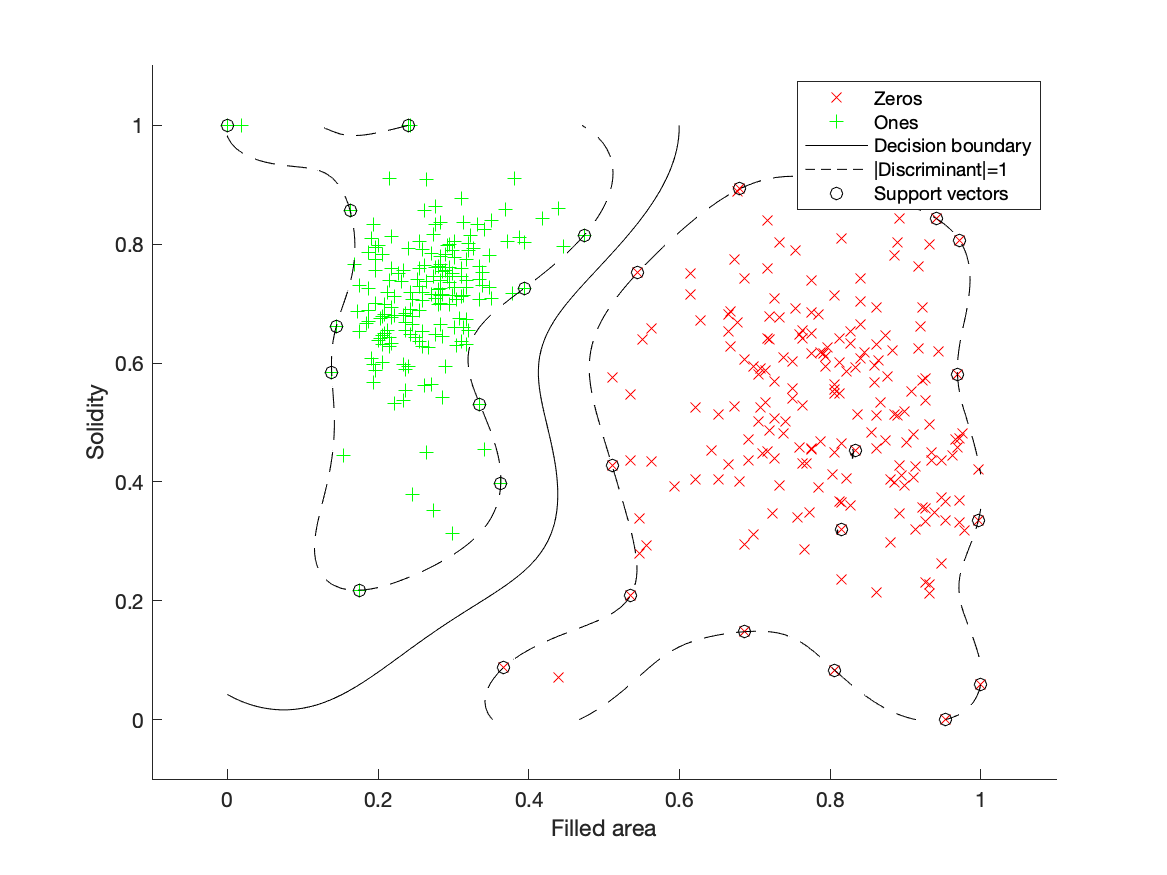 Zeros
Ones
Decision boundary
|Discriminant|=1
Support vectors
1
0.8
0.6
0.4
0.2
0
Solidity
0
0.2
0.4
0.6
0.8
1
Filled area